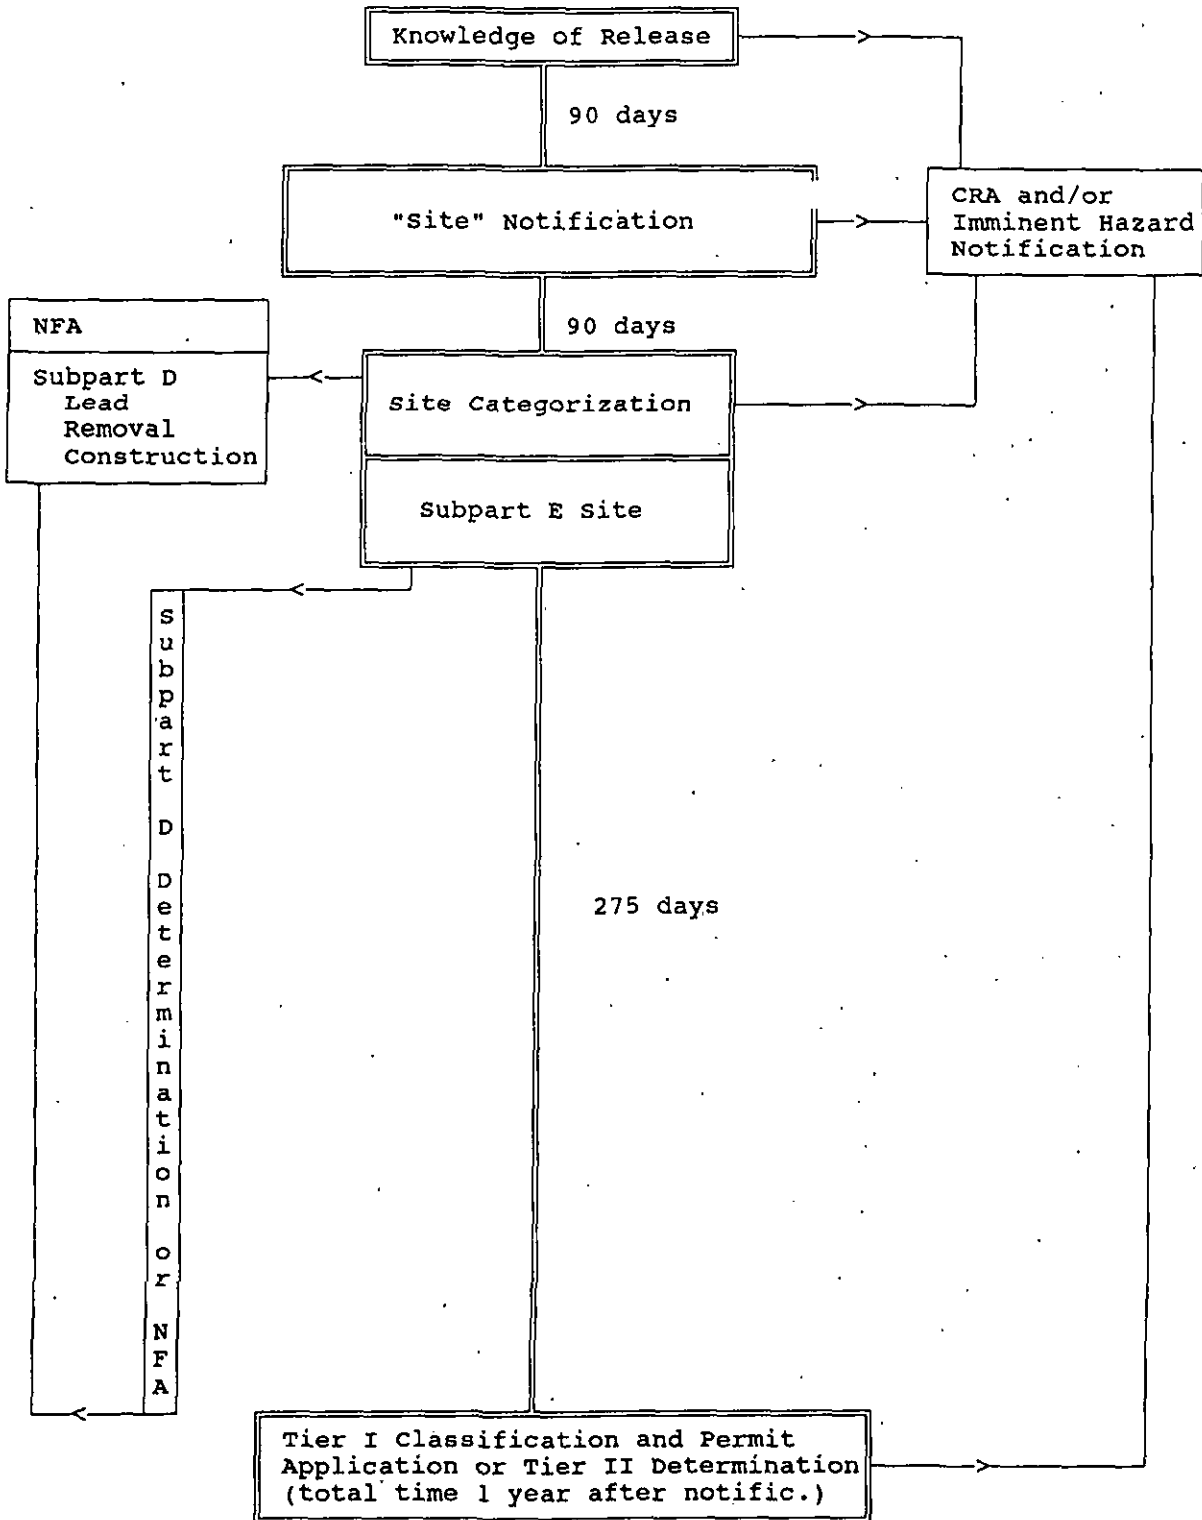 Knowledge of Release
90 days
"Site" Notification
CRA and/or
Imminent Hazard
Notification
NFA
90 days
Subpart D
Lead
Removal
Construction
Site Categorization
Subpart E Site
Subpart D Determination or NFA
275 days
Tier I Classification and Permit
Application or Tier II Determination
(total time 1 year after notific.)